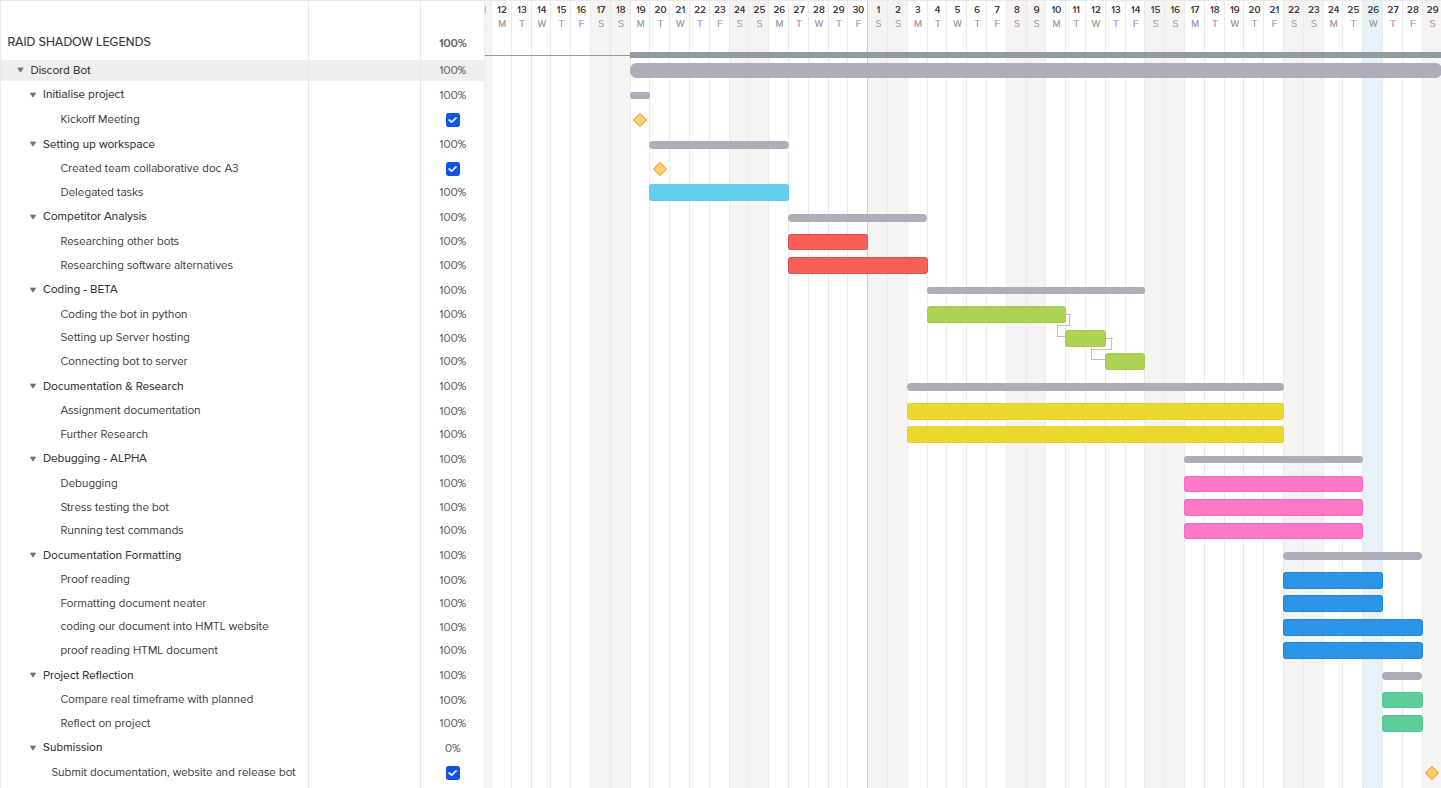 12 13 14 15 16 17 18 19 20 21 22 23 24 25 26 27 28 29 30 1 2 3 4 5 6 7 8 9 10 11 12 13 14 15 16 17 18 19 20 21 22 23 24 25 26 27 28 29
M T W T F S S M T W T F S S M T W T F S S M T W T F S S M T W T F S S M T W T F S S M T W T F S
RAID SHADOW LEGENDS 100%
Discord Bot 100%
Initialise project 100%
Kickoff Meeting
Setting up workspace 100%
Created team collaborative doc A3
Delegated tasks 100%
Competitor Analysis 100%
Researching other bots 100%
Researching software alternatives 100%
Coding - BETA 100%
Coding the bot in python 100%
Setting up Server hosting 100%
Connecting bot to server 100%
Documentation & Research 100%
Assignment documentation 100%
Further Research 100%
Debugging - ALPHA 100%
Debugging 100%
Stress testing the bot 100%
Running test commands 100%
Documentation Formatting 100%
Proof reading 100%
Formatting document neater 100%
coding our document into HMTL website 100%
proof reading HTML document 100%
Project Reflection 100%
Compare real timeframe with planned 100%
Reflect on project 100%
Submission 0%
Submit documentation, website and release bot